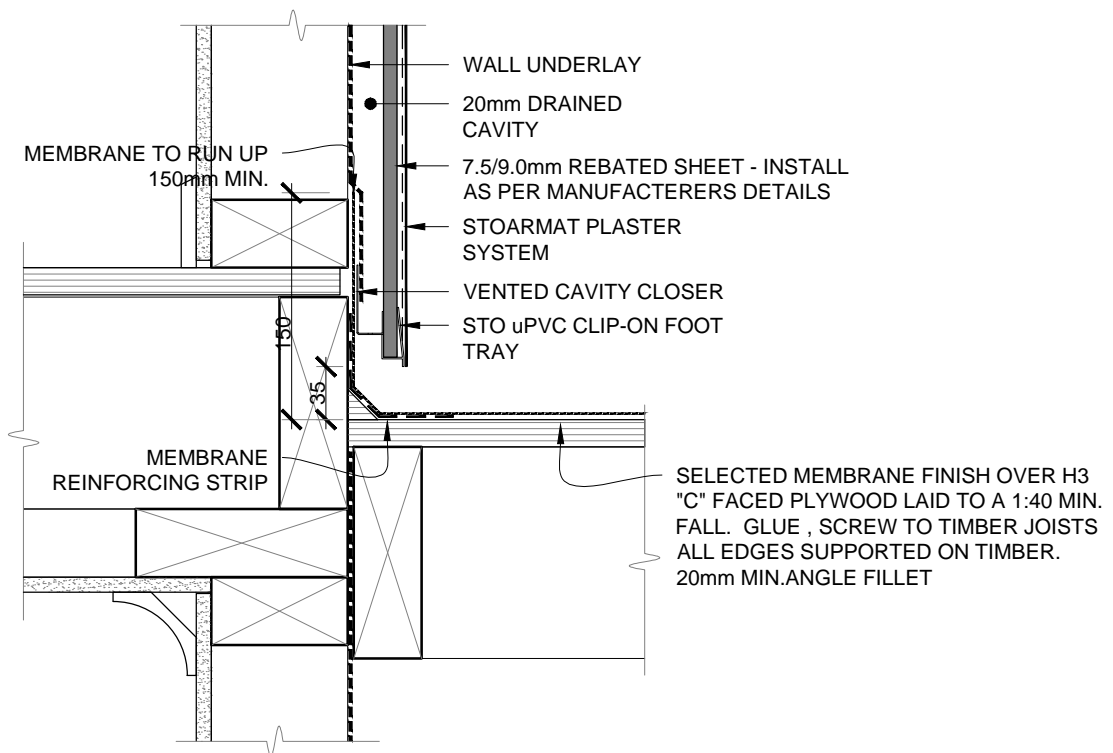 WALL UNDERLAY
20mm DRAINED
CAVITY
MEMBRANE TO RUN UP
150mm MIN.
7.5/9.0mm REBATED SHEET - INSTALL
AS PER MANUFACTERERS DETAILS
STOARMAT PLASTER
SYSTEM
VENTED CAVITY CLOSER
STO uPVC CLIP-ON FOOT
TRAY
150
35
MEMBRANE
REINFORCING STRIP
SELECTED MEMBRANE FINISH OVER H3
"C" FACED PLYWOOD LAID TO A 1:40 MIN.
FALL. GLUE , SCREW TO TIMBER JOISTS
ALL EDGES SUPPORTED ON TIMBER.
20mm MIN.ANGLE FILLET